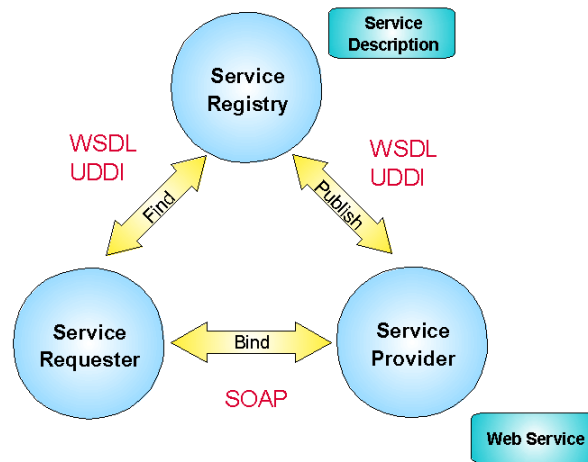 Service
Description
Service
Registry
WSDL
UDDI
WSDL
UDDI
Find
Publish
Service
Requester
Bind
Service
Provider
SOAP
Web Service